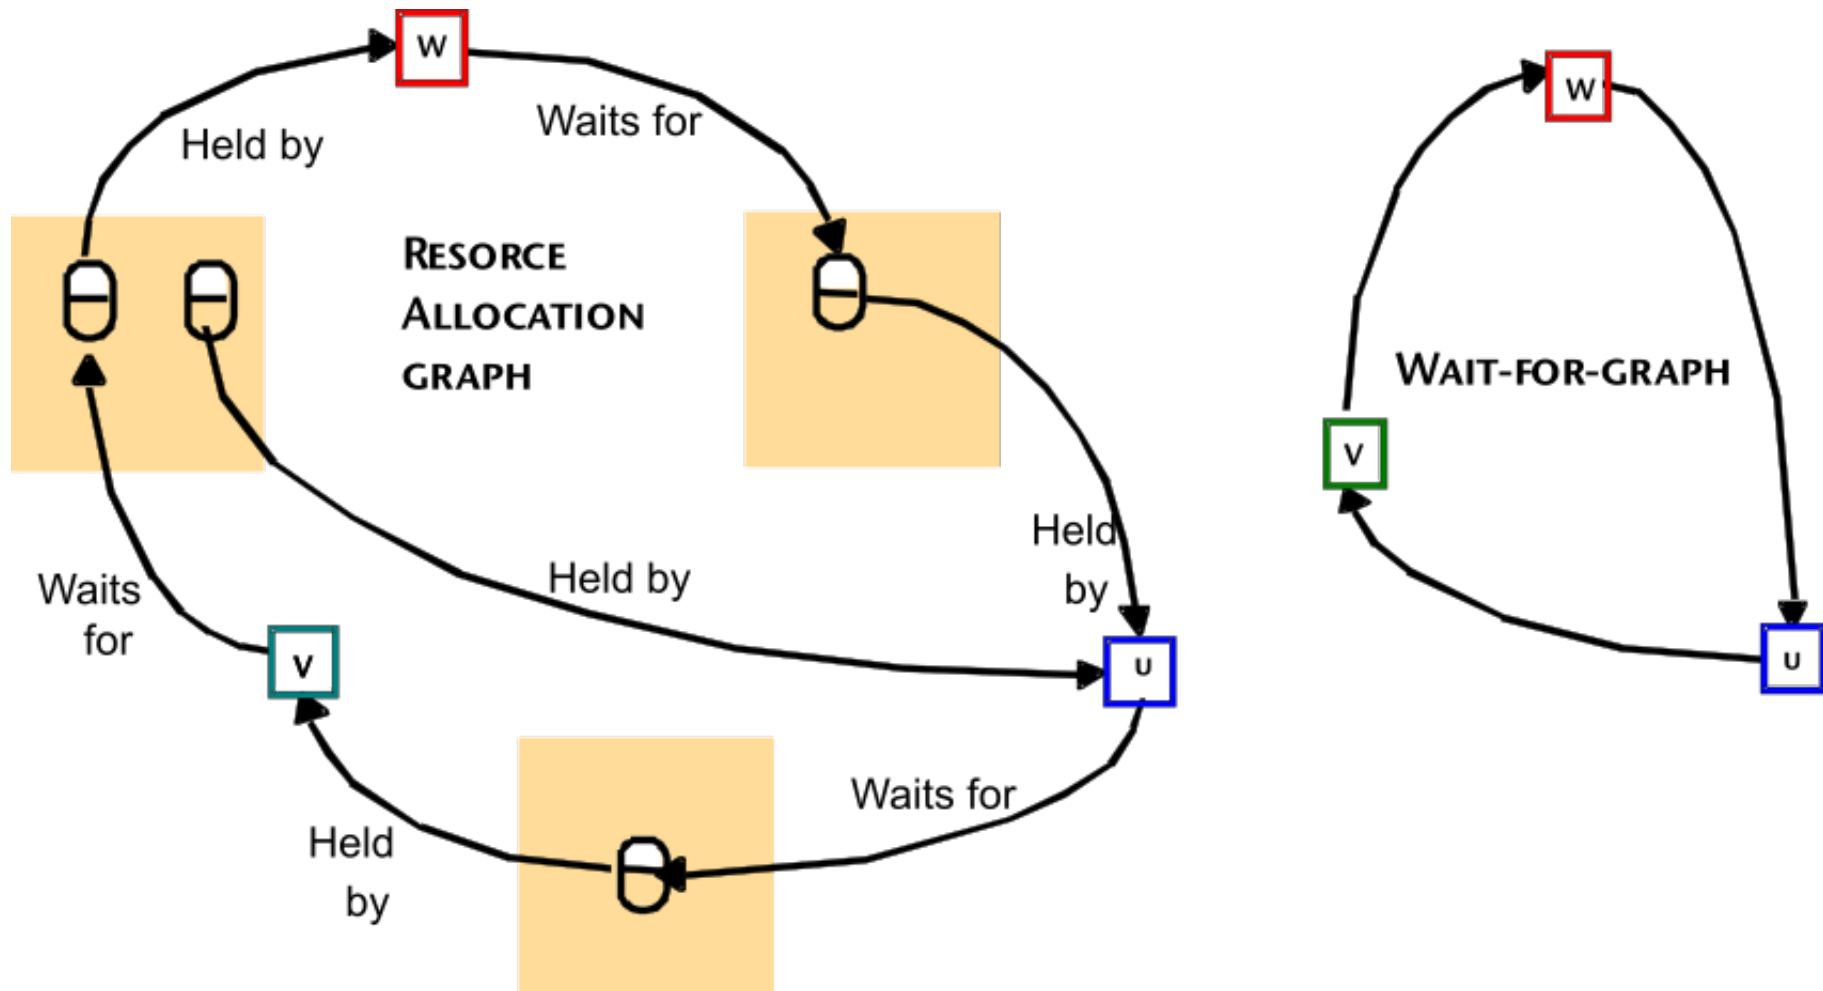 W
Held by
Waits for
RESORCE
ALLOCATION
GRAPH
Held
by
Held by
Waits
for
V
U
Waits for
Held
by
W
WAIT-FOR-GRAPH
V
U